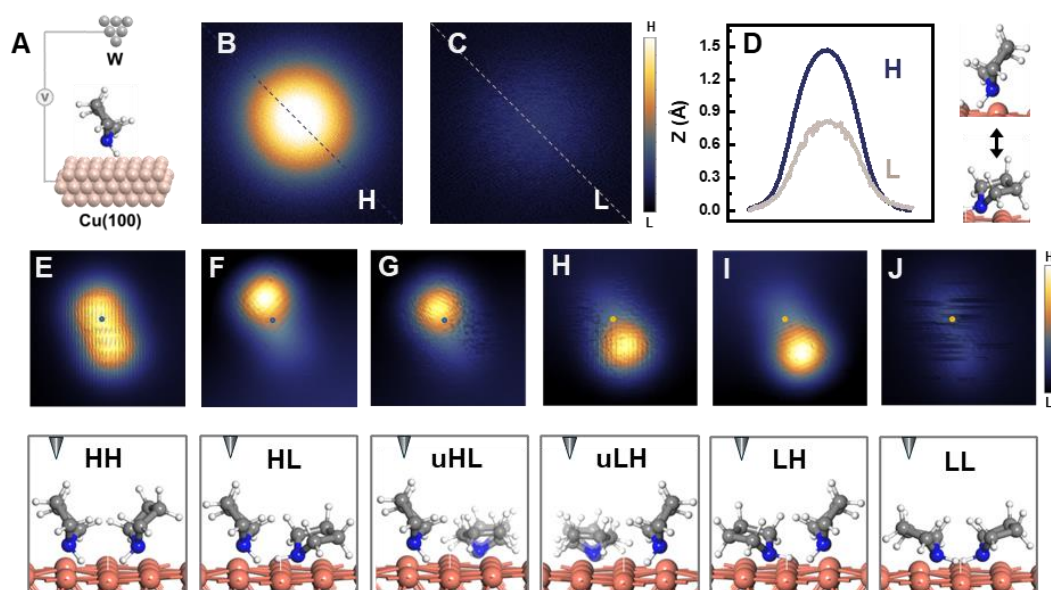 A
W
V
Cu(100)
B
H
C
L
H
L
D
Z (Å)
1.5
1.2
0.9
0.6
0.3
0.0
H
L
E
F
G
H
I
J
H
L
HH
HL
uHL
uLH
LH
LL